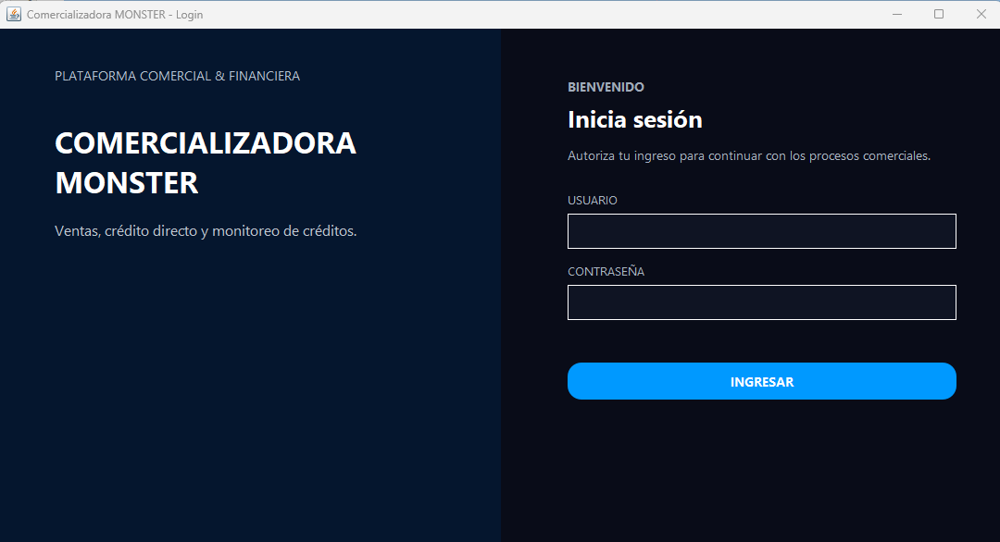 Comercializadora MONSTER - Login
PLATAFORMA COMERCIAL & FINANCIERA
COMERCIALIZADORA
MONSTER
Ventas, crédito directo y monitoreo de créditos.
BIENVENIDO
Inicia sesión
Autoriza tu ingreso para continuar con los procesos comerciales.
USUARIO
CONTRASEÑA
INGRESAR